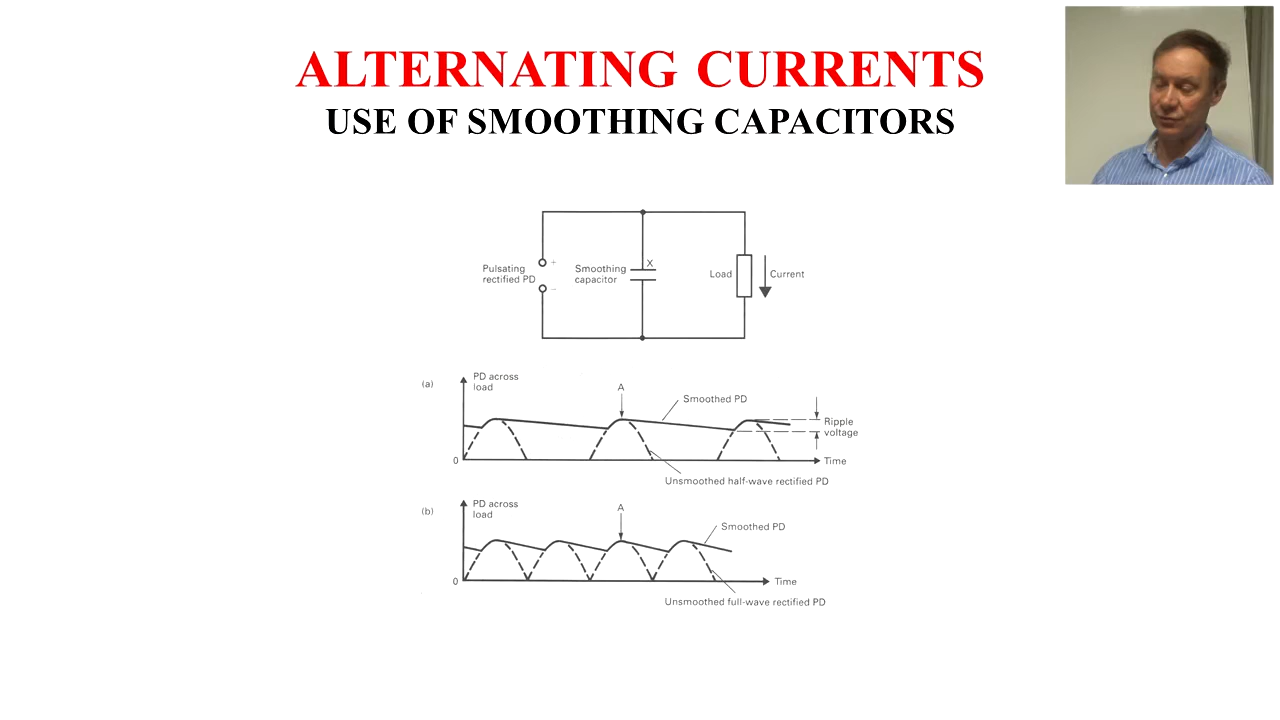 ALTERNATING CURRENTS
USE OF SMOOTHING CAPACITORS
Pulsating
rectified PD
+
–
Smoothing
capacitor
X
Load
Current
(a)
PD across
load
A
Smoothed PD
Ripple
voltage
0
Time
Unsmoothed half-wave rectified PD
(b)
PD across
load
A
Smoothed PD
0
Time
Unsmoothed full-wave rectified PD